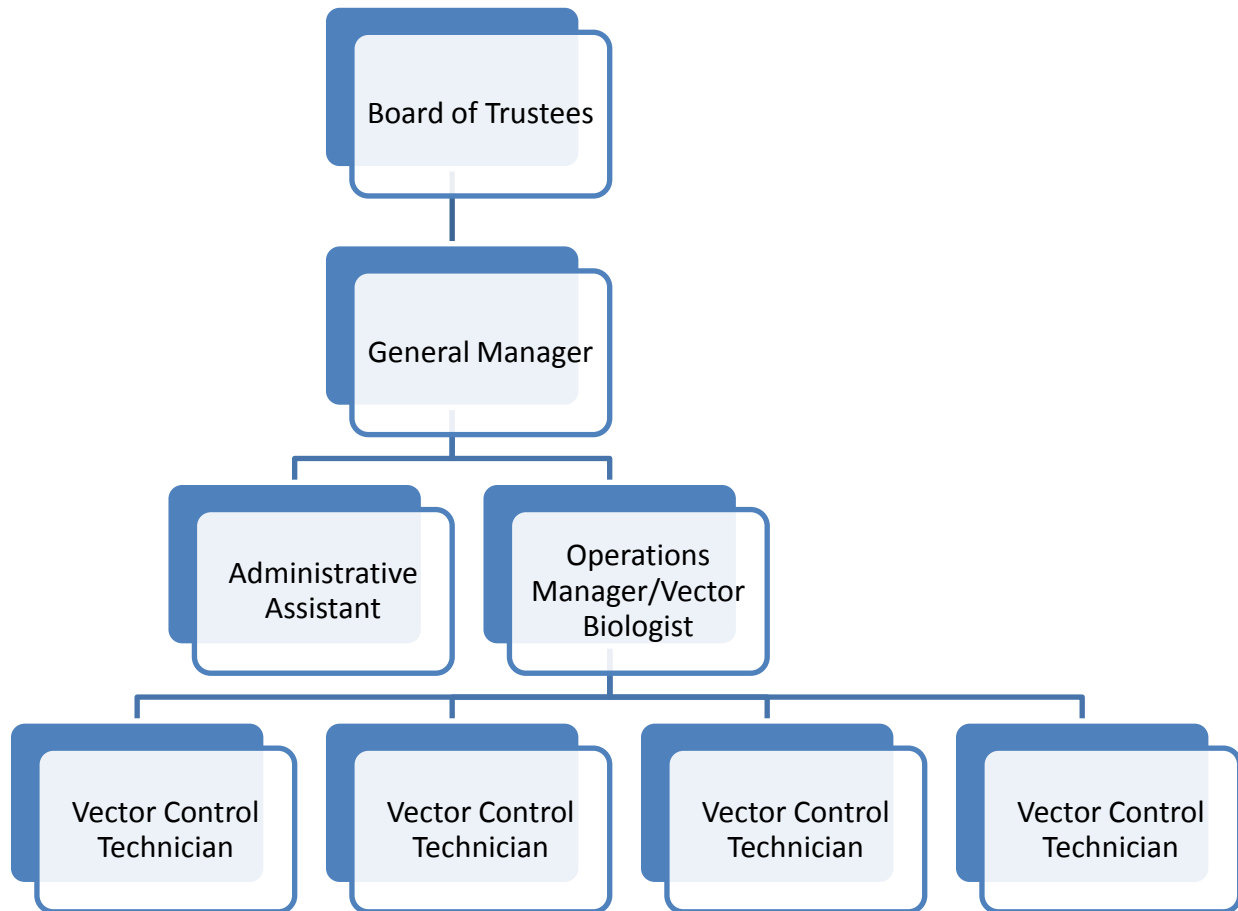 Board of Trustees
General Manager
Administrative
Assistant
Operations
Manager/Vector
Biologist
Vector Control
Technician
Vector Control
Technician
Vector Control
Technician
Vector Control
Technician